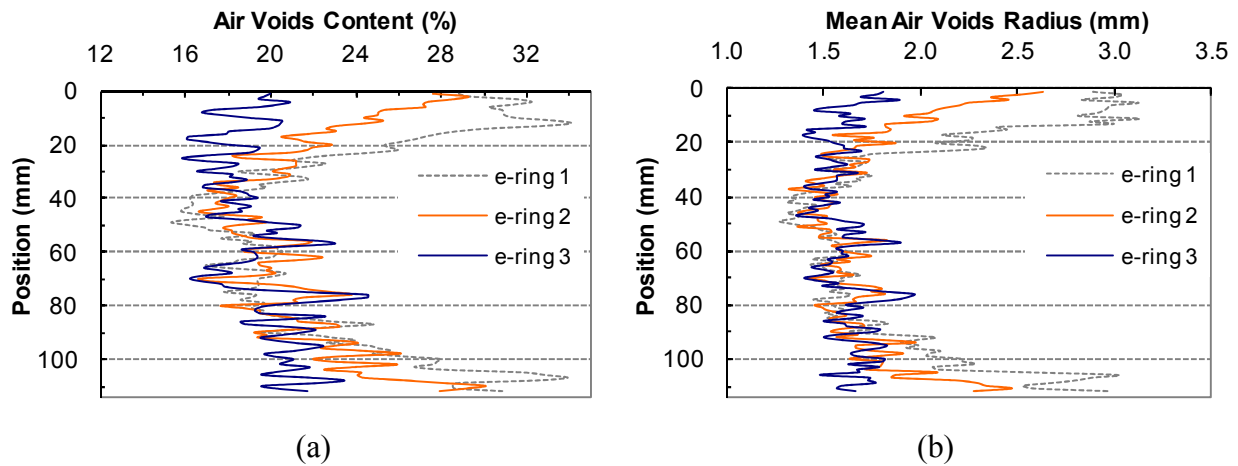 Air Voids Content (%)
12 16 20 24 28 32
Position (mm)
0
20
40
60
80
100
e-ring 1
e-ring 2
e-ring 3
(a)
Mean Air Voids Radius (mm)
1.0 1.5 2.0 2.5 3.0 3.5
Position (mm)
0
20
40
60
80
100
e-ring 1
e-ring 2
e-ring 3
(b)